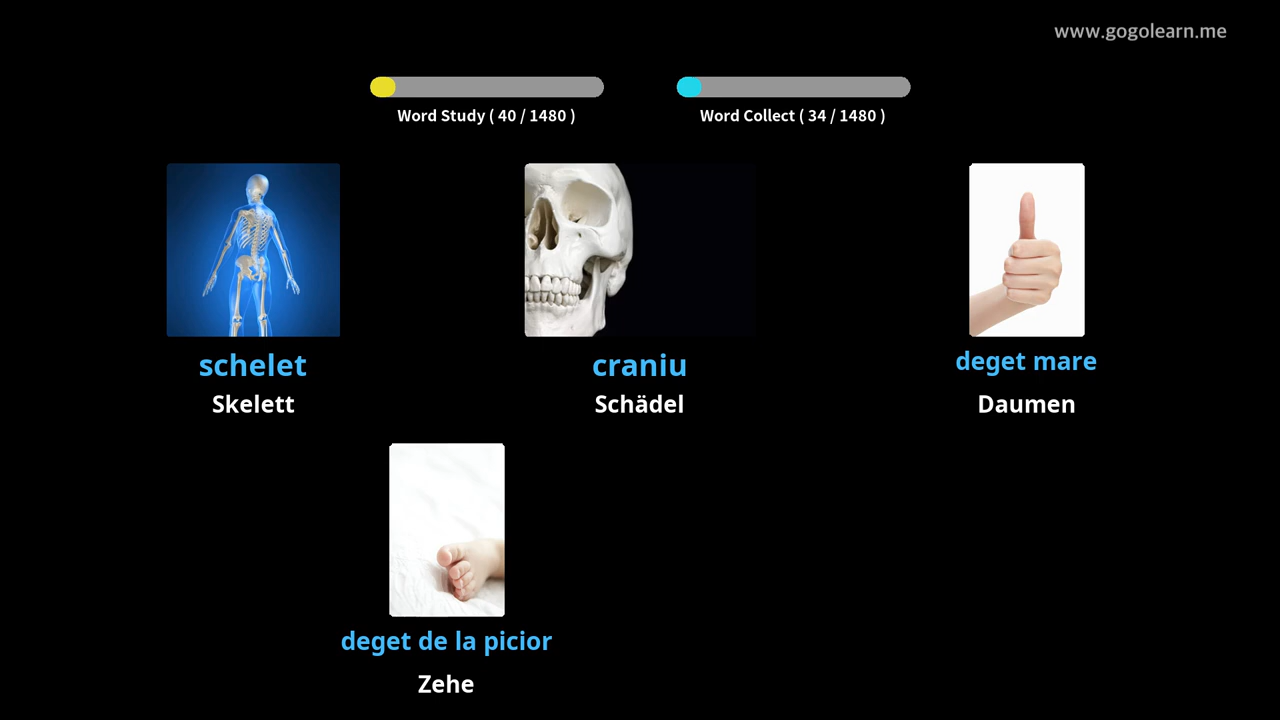 www.gogolearn.me
Word Study ( 40 / 1480 )
Word Collect ( 34 / 1480 )
schelet
Skelett
craniu
Schädel
deget mare
Daumen
deget de la picior
Zehe